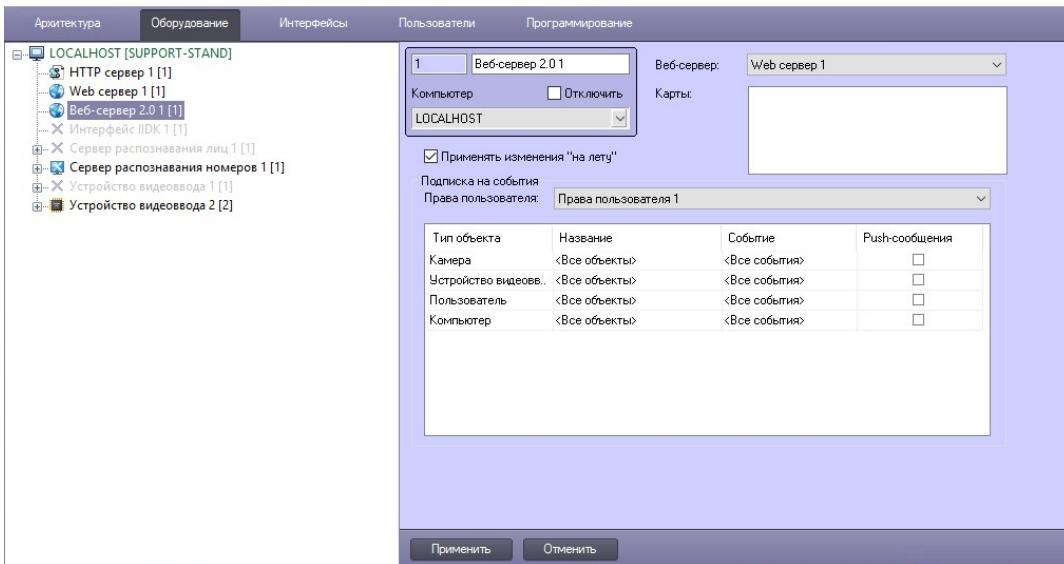 Архитектура Оборудование Интерфейсы Пользователи Программирование
LOCALHOST [SUPPORT-STAND]
HTTP сервер 1 [1]
Web сервер 1 [1]
Веб-сервер 2.0 1 [1]
Интерфейс IIDK 1 [1]
Сервер распознавания лиц 1 [1]
Сервер распознавания номеров 1 [1]
Устройство видеоввода 1 [1]
Устройство видеоввода 2 [2]
1 Веб-сервер 2.0 1
Компьютер Отключить
LOCALHOST
Веб-сервер: Web сервер 1
Карты:
Применять изменения "на лету"
Подписка на события
Права пользователя: Права пользователя 1
Тип объекта Название Событие Push-сообщения
Камера <Все объекты> <Все события>
Устройство видеовв.. <Все объекты> <Все события>
Пользователь <Все объекты> <Все события>
Компьютер <Все объекты> <Все события>
Применить Отменить